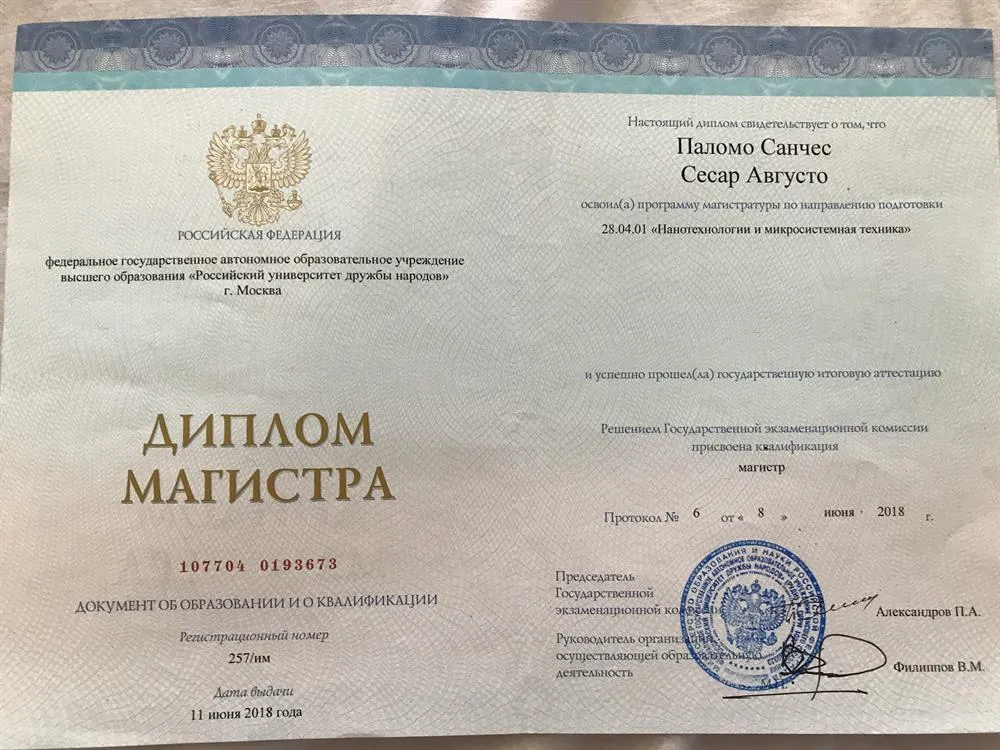 РОССИЙСКАЯ ФЕДЕРАЦИЯ
федеральное государственное автономное образовательное учреждение
высшего образования «Российский университет дружбы народов»
г. Москва
ДИПЛОМ
МАГИСТРА
107704 0193673
ДОКУМЕНТ ОБ ОБРАЗОВАНИИ И О КВАЛИФИКАЦИИ
Регистрационный номер
257/им
Дата выдачи
11 июня 2018 года
Настоящий диплом свидетельствует о том, что
Паломо Санчес
Сесар Августо
освоил(а) программу магистратуры по направлению подготовки
28.04.01 «Нанотехнологии и микросистемная техника»
и успешно прошел(ла) государственную итоговую аттестацию
Решением Государственной экзаменационной комиссии
присвоена квалификация
магистр
Протокол № 6 от « 8 » июня 2018 г.
Председатель
Государственной
экзаменационной комиссии
Александров П.А.
Руководитель организации,
осуществляющей образовательную
деятельность
Филиппов В.М.
М.П.